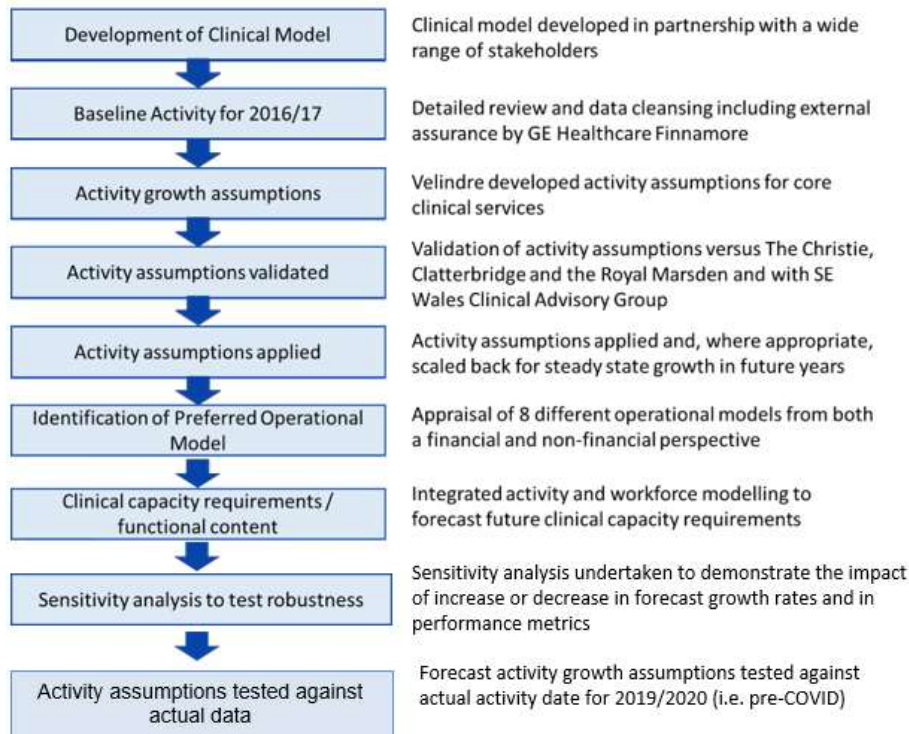 Development of Clinical Model
Clinical model developed in partnership with a wide
range of stakeholders
Baseline Activity for 2016/17
Detailed review and data cleansing including external
assurance by GE Healthcare Finnamore
Activity growth assumptions
Velindre developed activity assumptions for core
clinical services
Activity assumptions validated
Validation of activity assumptions versus The Christie,
Clatterbridge and the Royal Marsden and with SE
Wales Clinical Advisory Group
Activity assumptions applied
Activity assumptions applied and, where appropriate,
scaled back for steady state growth in future years
Identification of Preferred Operational
Model
Appraisal of 8 different operational models from both
a financial and non-financial perspective
Clinical capacity requirements /
functional content
Integrated activity and workforce modelling to
forecast future clinical capacity requirements
Sensitivity analysis to test robustness
Sensitivity analysis undertaken to demonstrate the impact
of increase or decrease in forecast growth rates and in
performance metrics
Activity assumptions tested against
actual data
Forecast activity growth assumptions tested against
actual activity date for 2019/2020 (i.e. pre-COVID)